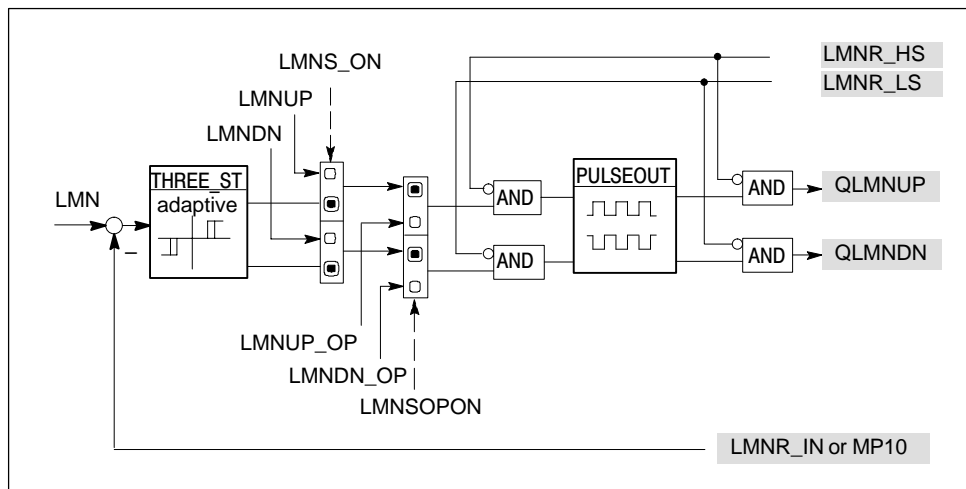 LMNR_HS
LMNS_ON
LMNR_LS
LMNUP
LMNDN
THREE_ST
PULSEOUT
LMN
adaptive
AND
AND
QLMNUP
–
AND
AND
QLMNDN
LMNUP_OP
LMNDN_OP
LMNSOPON
LMNR_IN or MP10